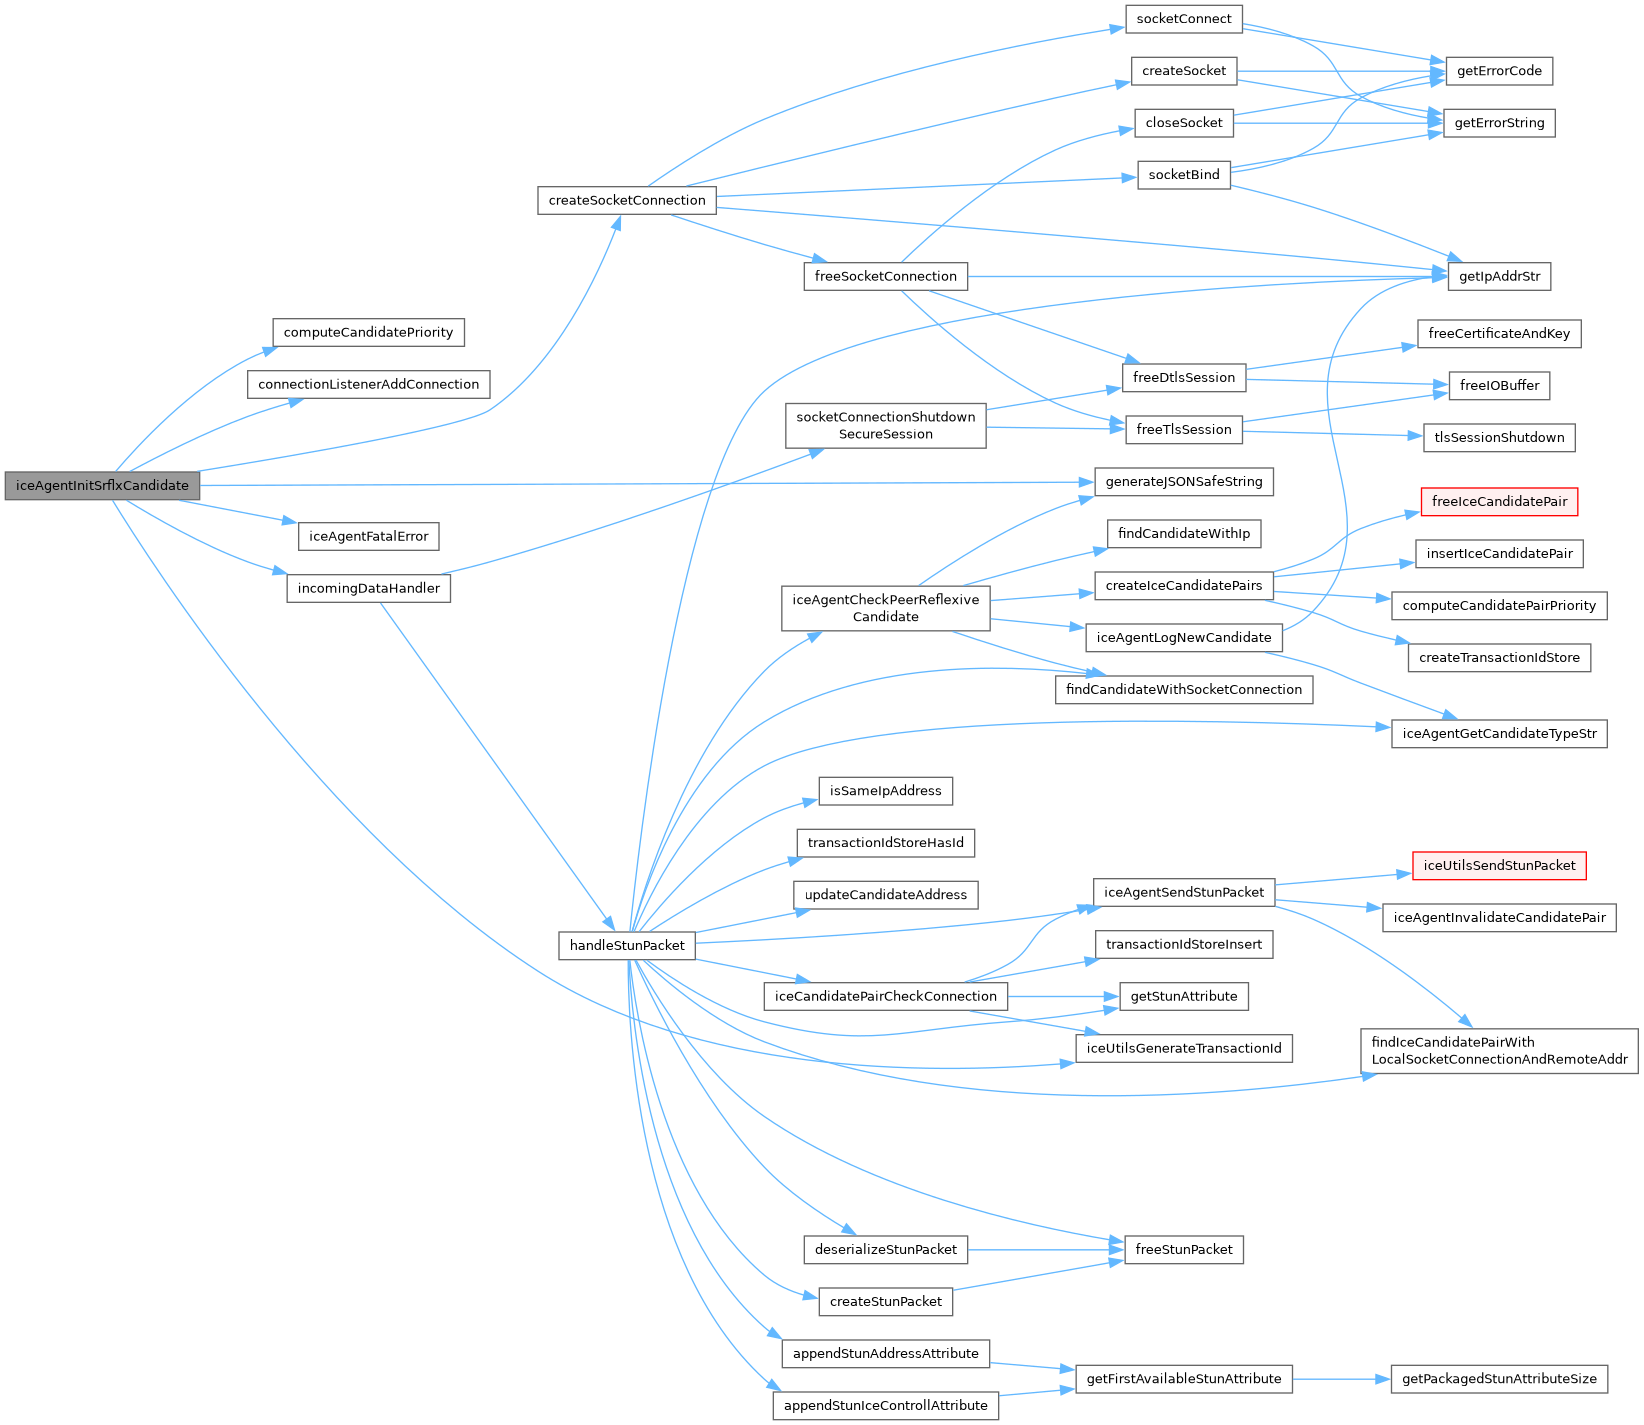 socketConnect
createSocket
getErrorCode
closeSocket
getErrorString
socketBind
createSocketConnection
freeSocketConnection
getIpAddrStr
computeCandidatePriority
freeCertificateAndKey
connectionListenerAddConnection
freeDtlsSession
freeIOBuffer
socketConnectionShutdown
SecureSession
freeTlsSession
tlsSessionShutdown
iceAgentInitSrflxCandidate
generateJSONSafeString
freeIceCandidatePair
iceAgentFatalError
findCandidateWithIp
insertIceCandidatePair
incomingDataHandler
iceAgentCheckPeerReflexive
Candidate
createIceCandidatePairs
computeCandidatePairPriority
iceAgentLogNewCandidate
createTransactionIdStore
findCandidateWithSocketConnection
iceAgentGetCandidateTypeStr
isSameIpAddress
transactionIdStoreHasId
iceUtilsSendStunPacket
updateCandidateAddress
iceAgentSendStunPacket
iceAgentInvalidateCandidatePair
handleStunPacket
transactionIdStoreInsert
iceCandidatePairCheckConnection
getStunAttribute
iceUtilsGenerateTransactionId
findIceCandidatePairWith
LocalSocketConnectionAndRemoteAddr
deserializeStunPacket
freeStunPacket
createStunPacket
appendStunAddressAttribute
getFirstAvailableStunAttribute
getPackagedStunAttributeSize
appendStunIceControllAttribute